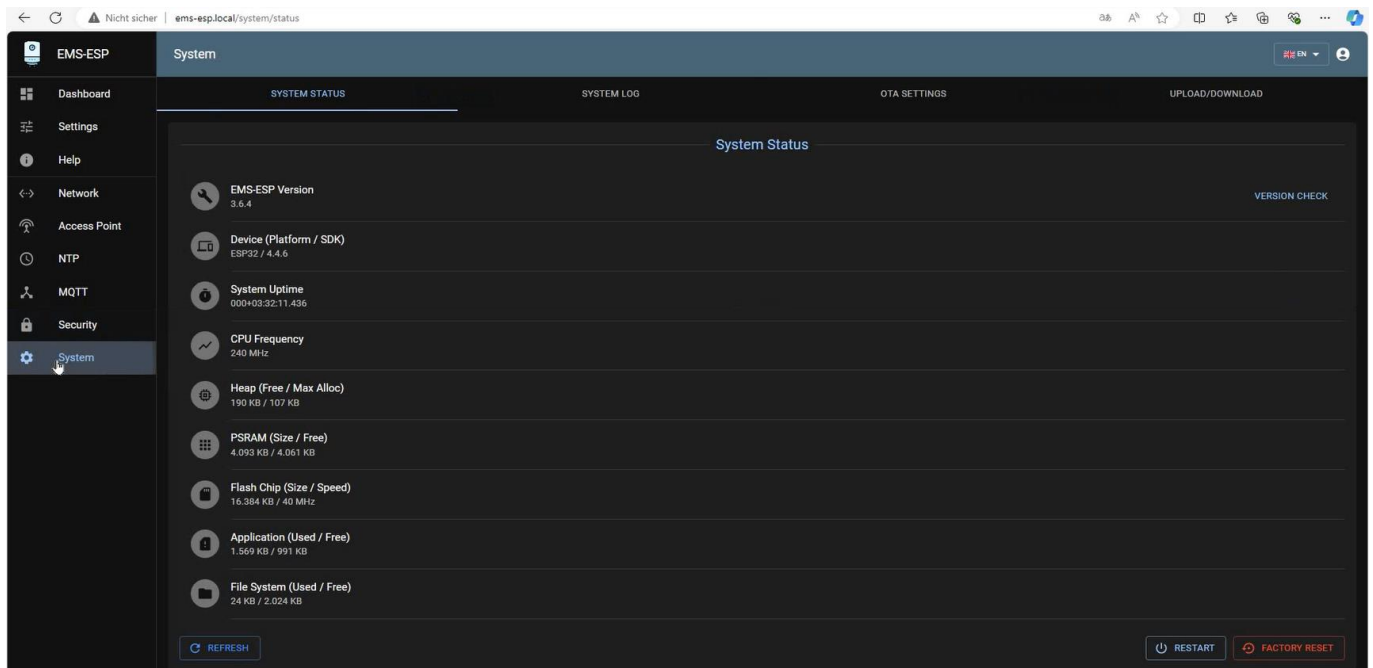 Nicht sicher | ems-esp.local/system/status
EMS-ESP
System
EN
Dashboard
Settings
Help
Network
Access Point
NTP
MQTT
Security
System
SYSTEM STATUS
SYSTEM LOG
OTA SETTINGS
UPLOAD/DOWNLOAD
System Status
EMS-ESP Version
3.6.4
VERSION CHECK
Device (Platform / SDK)
ESP32 / 4.4.6
System Uptime
000+03:32:11.436
CPU Frequency
240 MHz
Heap (Free / Max Alloc)
190 KB / 107 KB
PSRAM (Size / Free)
4.093 KB / 4.061 KB
Flash Chip (Size / Speed)
16.384 KB / 40 MHz
Application (Used / Free)
1.569 KB / 991 KB
File System (Used / Free)
24 KB / 2.024 KB
REFRESH
RESTART
FACTORY RESET